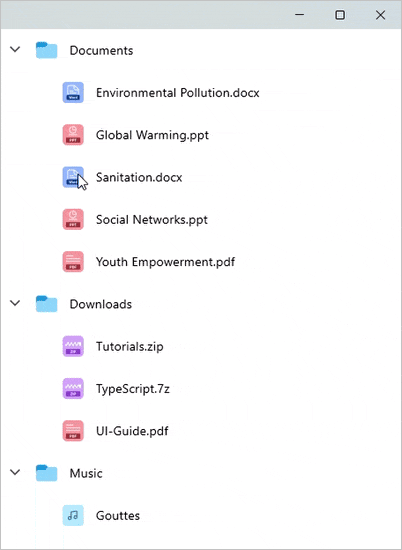 Documents
Environmental Pollution.docx
Global Warming.ppt
Sanitation.docx
Social Networks.ppt
Youth Empowerment.pdf
Downloads
Tutorials.zip
TypeScript.7z
UI-Guide.pdf
Music
Gouttes